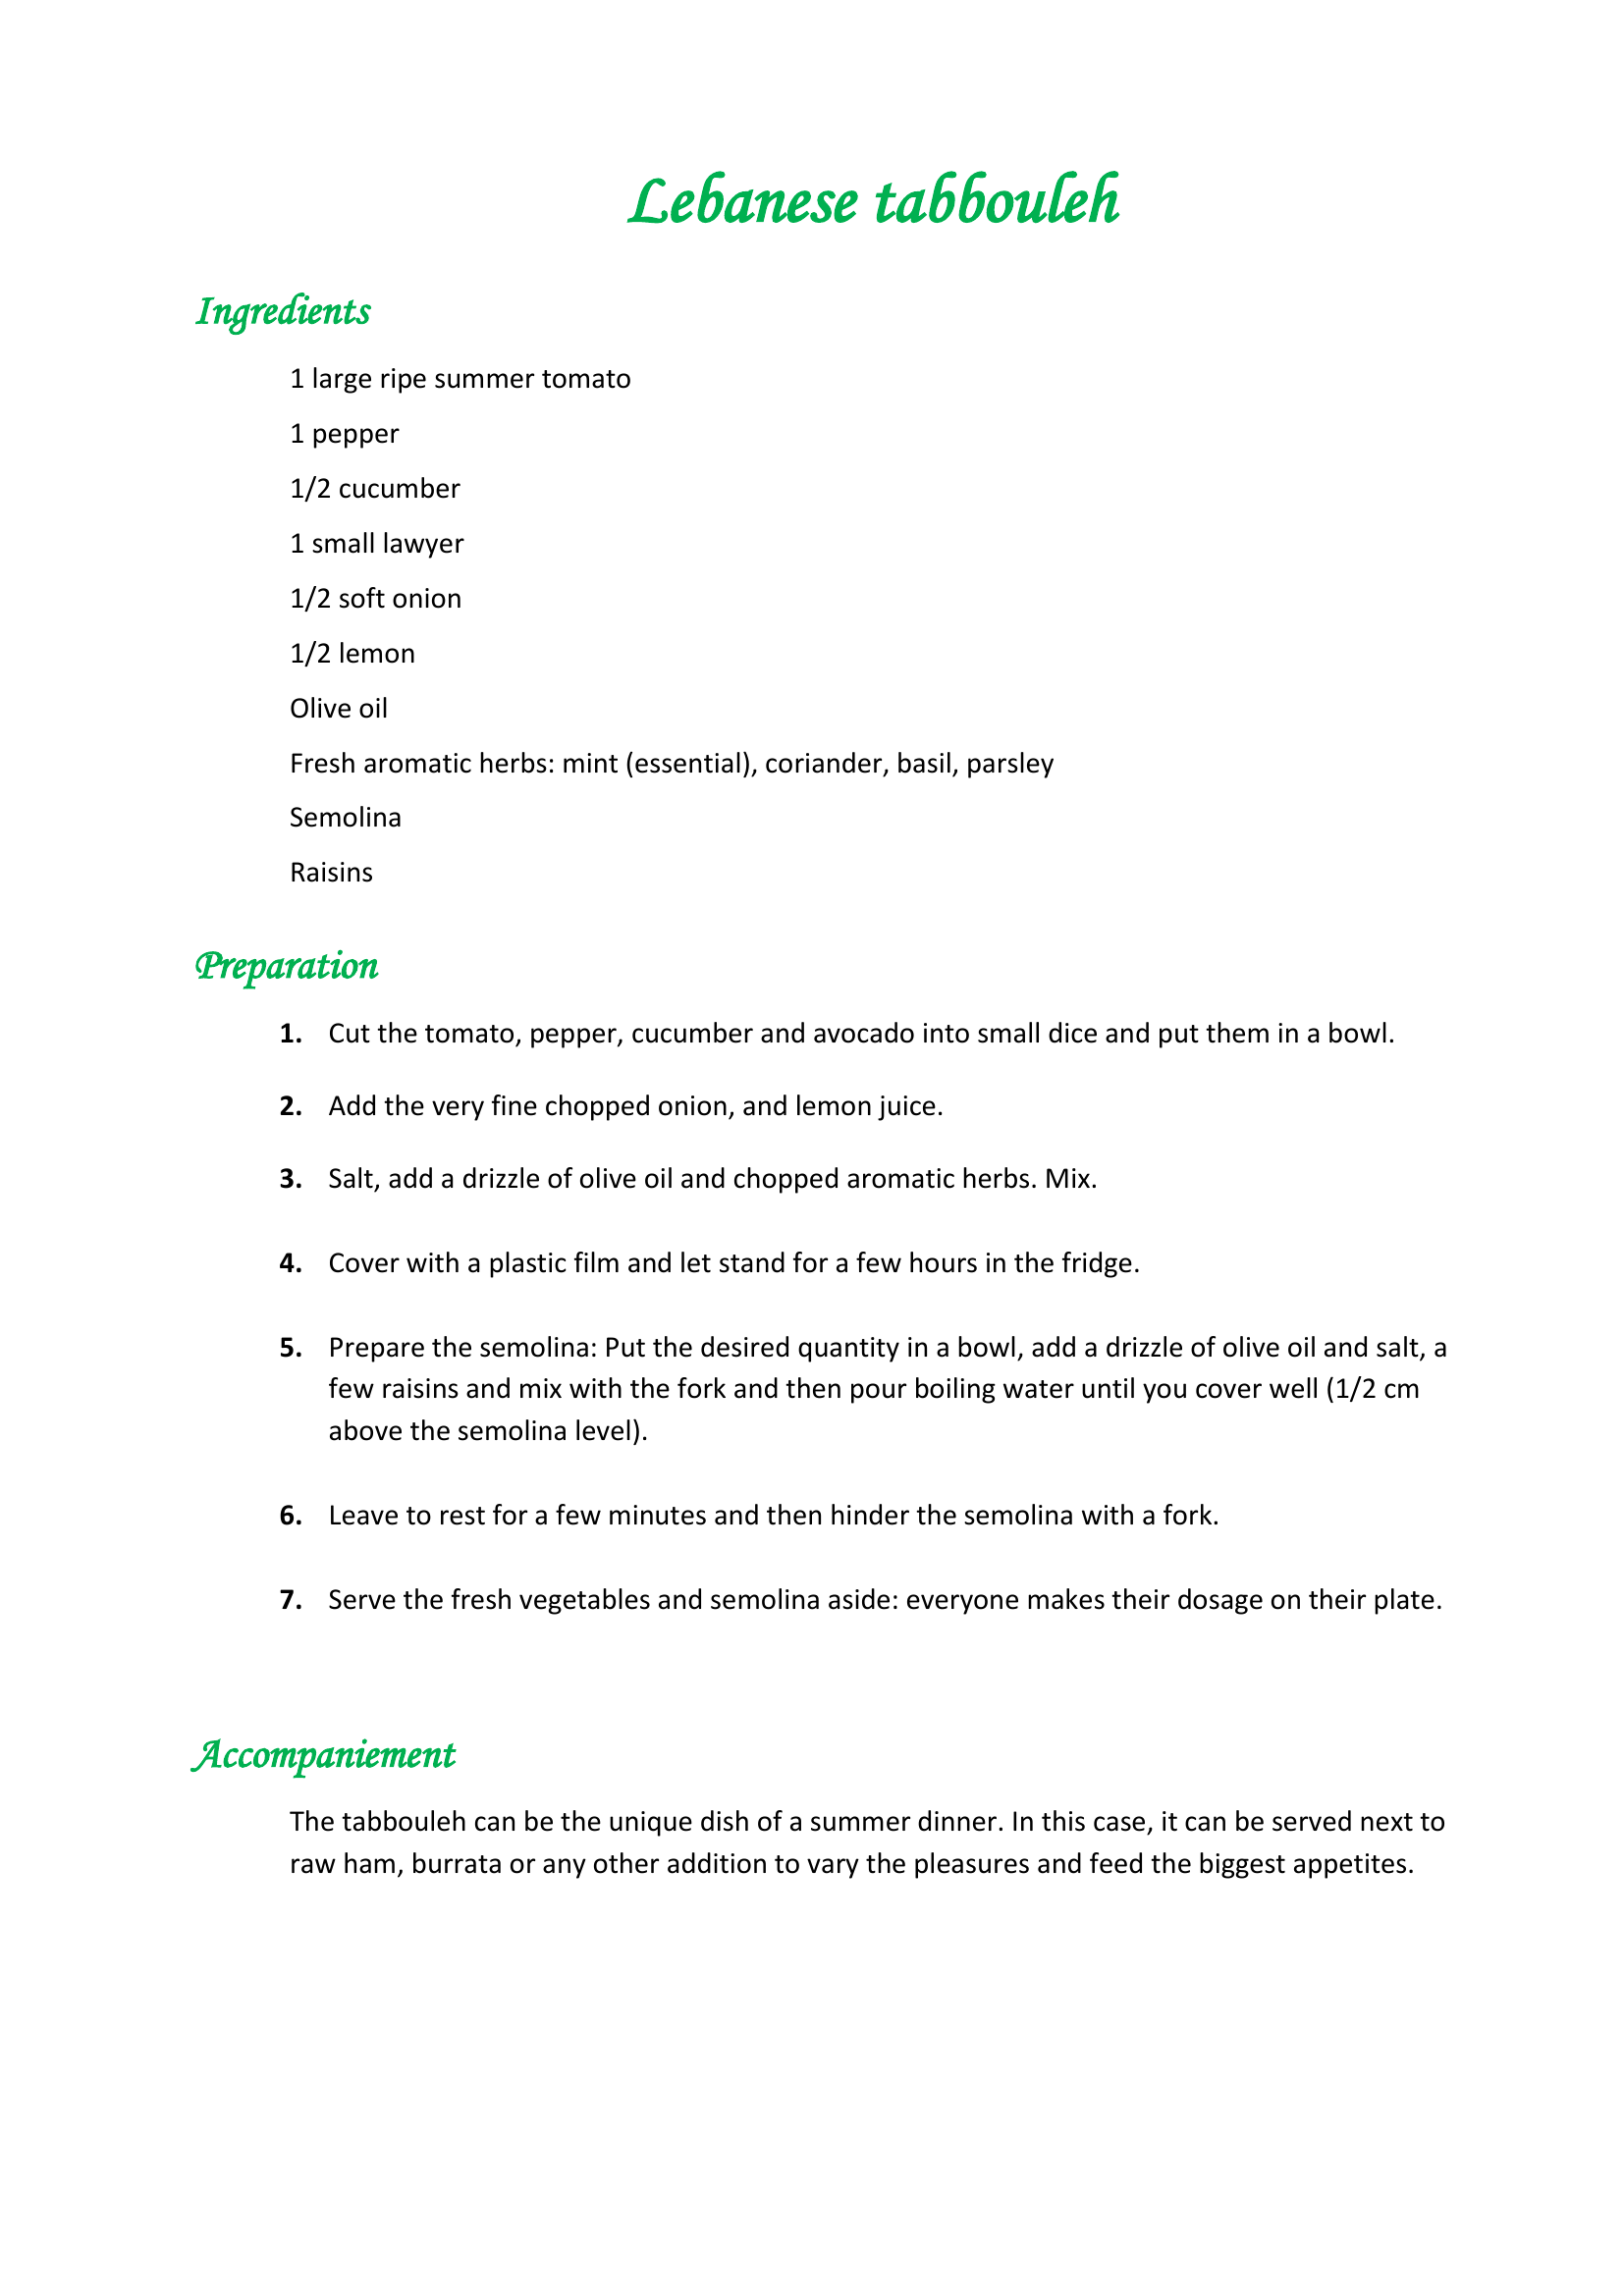 Lebanese tabbouleh
Ingredients
1 large ripe summer tomato
1 pepper
1/2 cucumber
1 small lawyer
1/2 soft onion
1/2 lemon
Olive oil
Fresh aromatic herbs: mint (essential), coriander, basil, parsley
Semolina
Raisins
Preparation
1. Cut the tomato, pepper, cucumber and avocado into small dice and put them in a bowl.
2. Add the very fine chopped onion, and lemon juice.
3. Salt, add a drizzle of olive oil and chopped aromatic herbs. Mix.
4. Cover with a plastic film and let stand for a few hours in the fridge.
5. Prepare the semolina: Put the desired quantity in a bowl, add a drizzle of olive oil and salt, a
few raisins and mix with the fork and then pour boiling water until you cover well (1/2 cm
above the semolina level).
6. Leave to rest for a few minutes and then hinder the semolina with a fork.
7. Serve the fresh vegetables and semolina aside: everyone makes their dosage on their plate.
Accompaniement
The tabbouleh can be the unique dish of a summer dinner. In this case, it can be served next to
raw ham, burrata or any other addition to vary the pleasures and feed the biggest appetites.